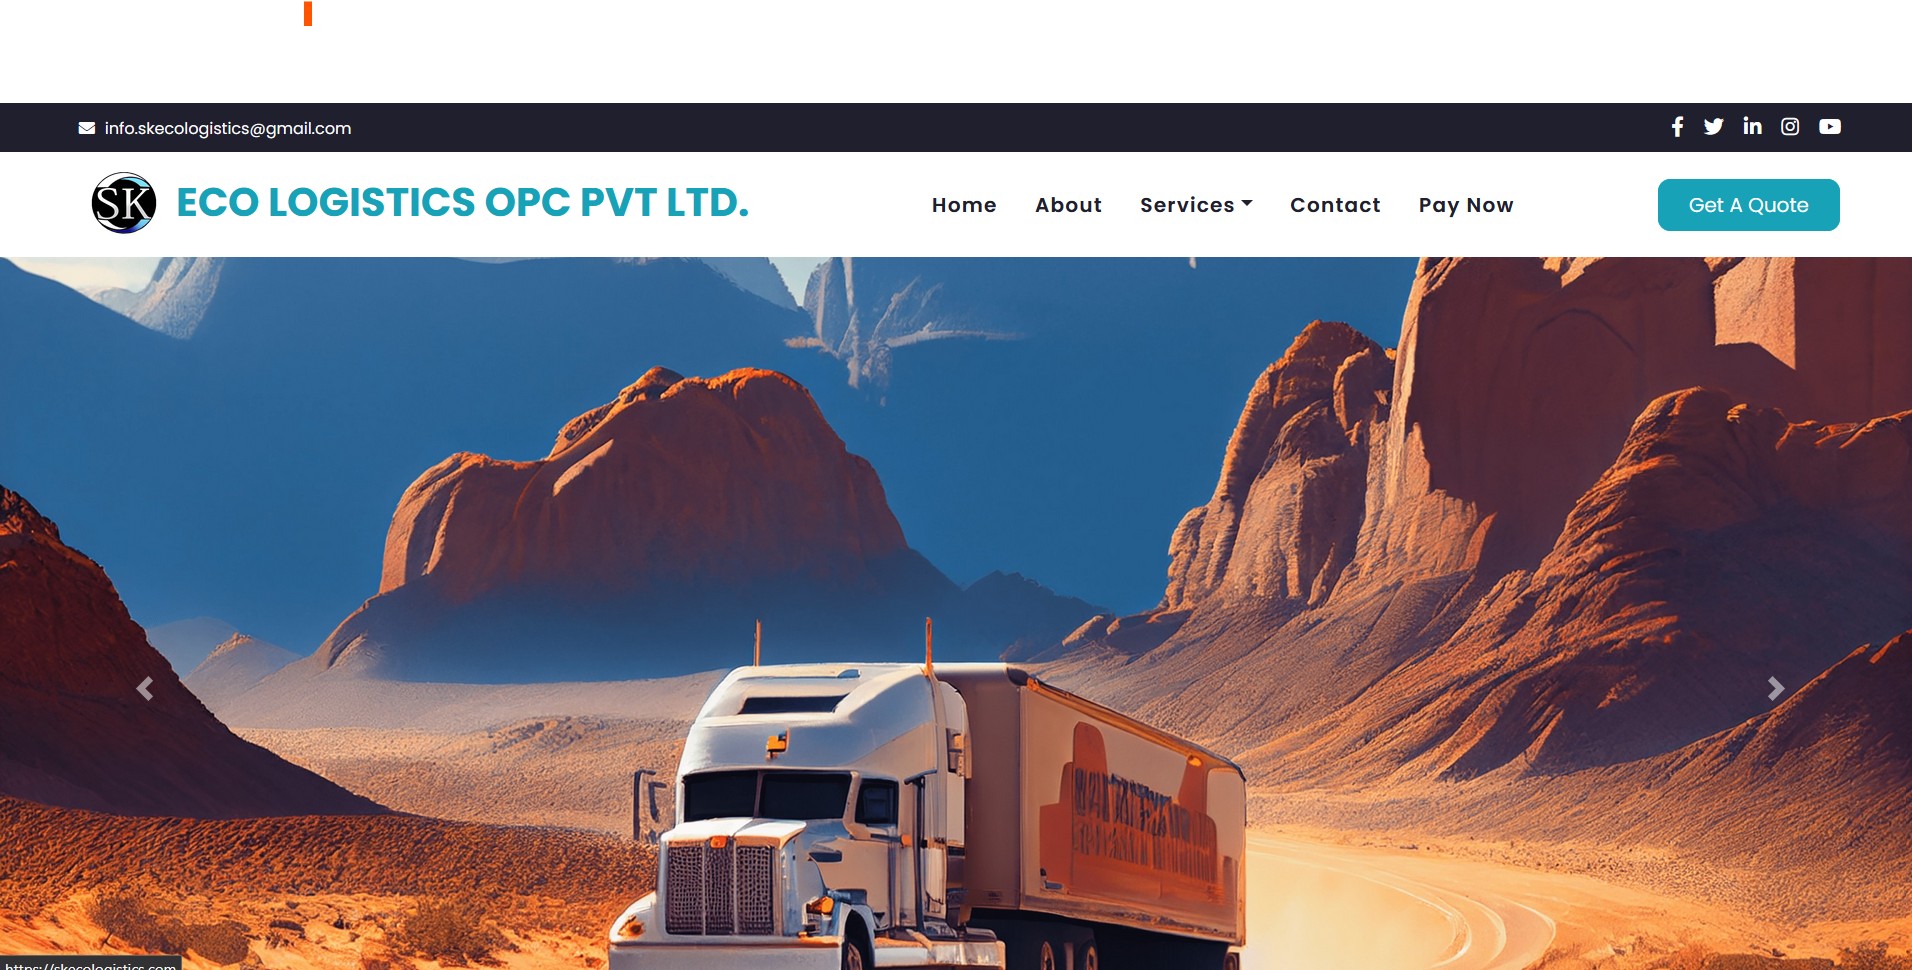 info.skecologistics@gmail.com
SK ECO LOGISTICS OPC PVT LTD.
Home About Services Contact Pay Now
Get A Quote
https://skecologistics.com